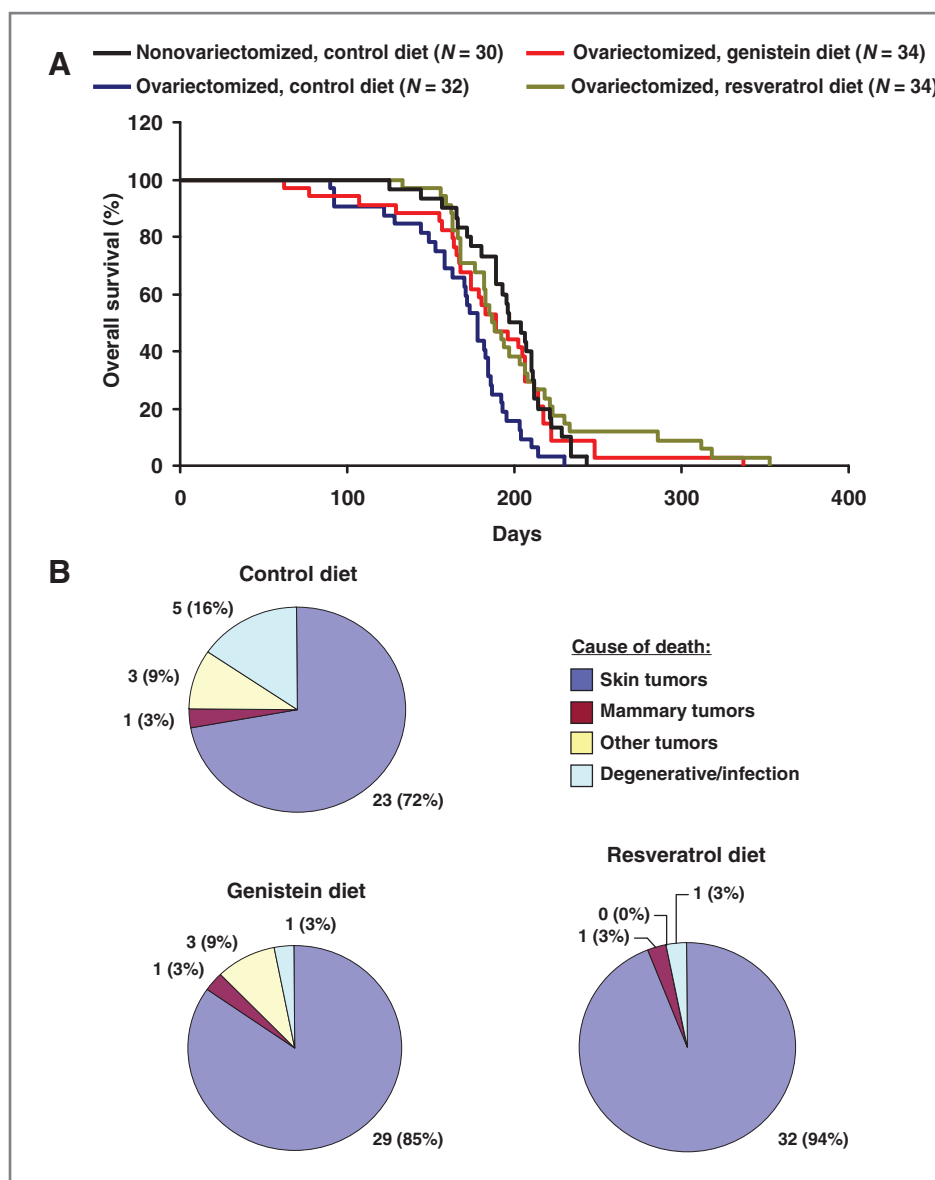 A
Nonovariectomized, control diet (N = 30)
Ovariectomized, genistein diet (N = 34)
Ovariectomized, control diet (N = 32)
Ovariectomized, resveratrol diet (N = 34)
120
100
80
60
40
20
0
Overall survival (%)
0 100 200 300 400
Days
B
Control diet
5 (16%)
3 (9%)
1 (3%)
23 (72%)
Cause of death:
Skin tumors
Mammary tumors
Other tumors
Degenerative/infection
Genistein diet
1 (3%)
3 (9%)
1 (3%)
29 (85%)
Resveratrol diet
1 (3%)
0 (0%)
1 (3%)
32 (94%)